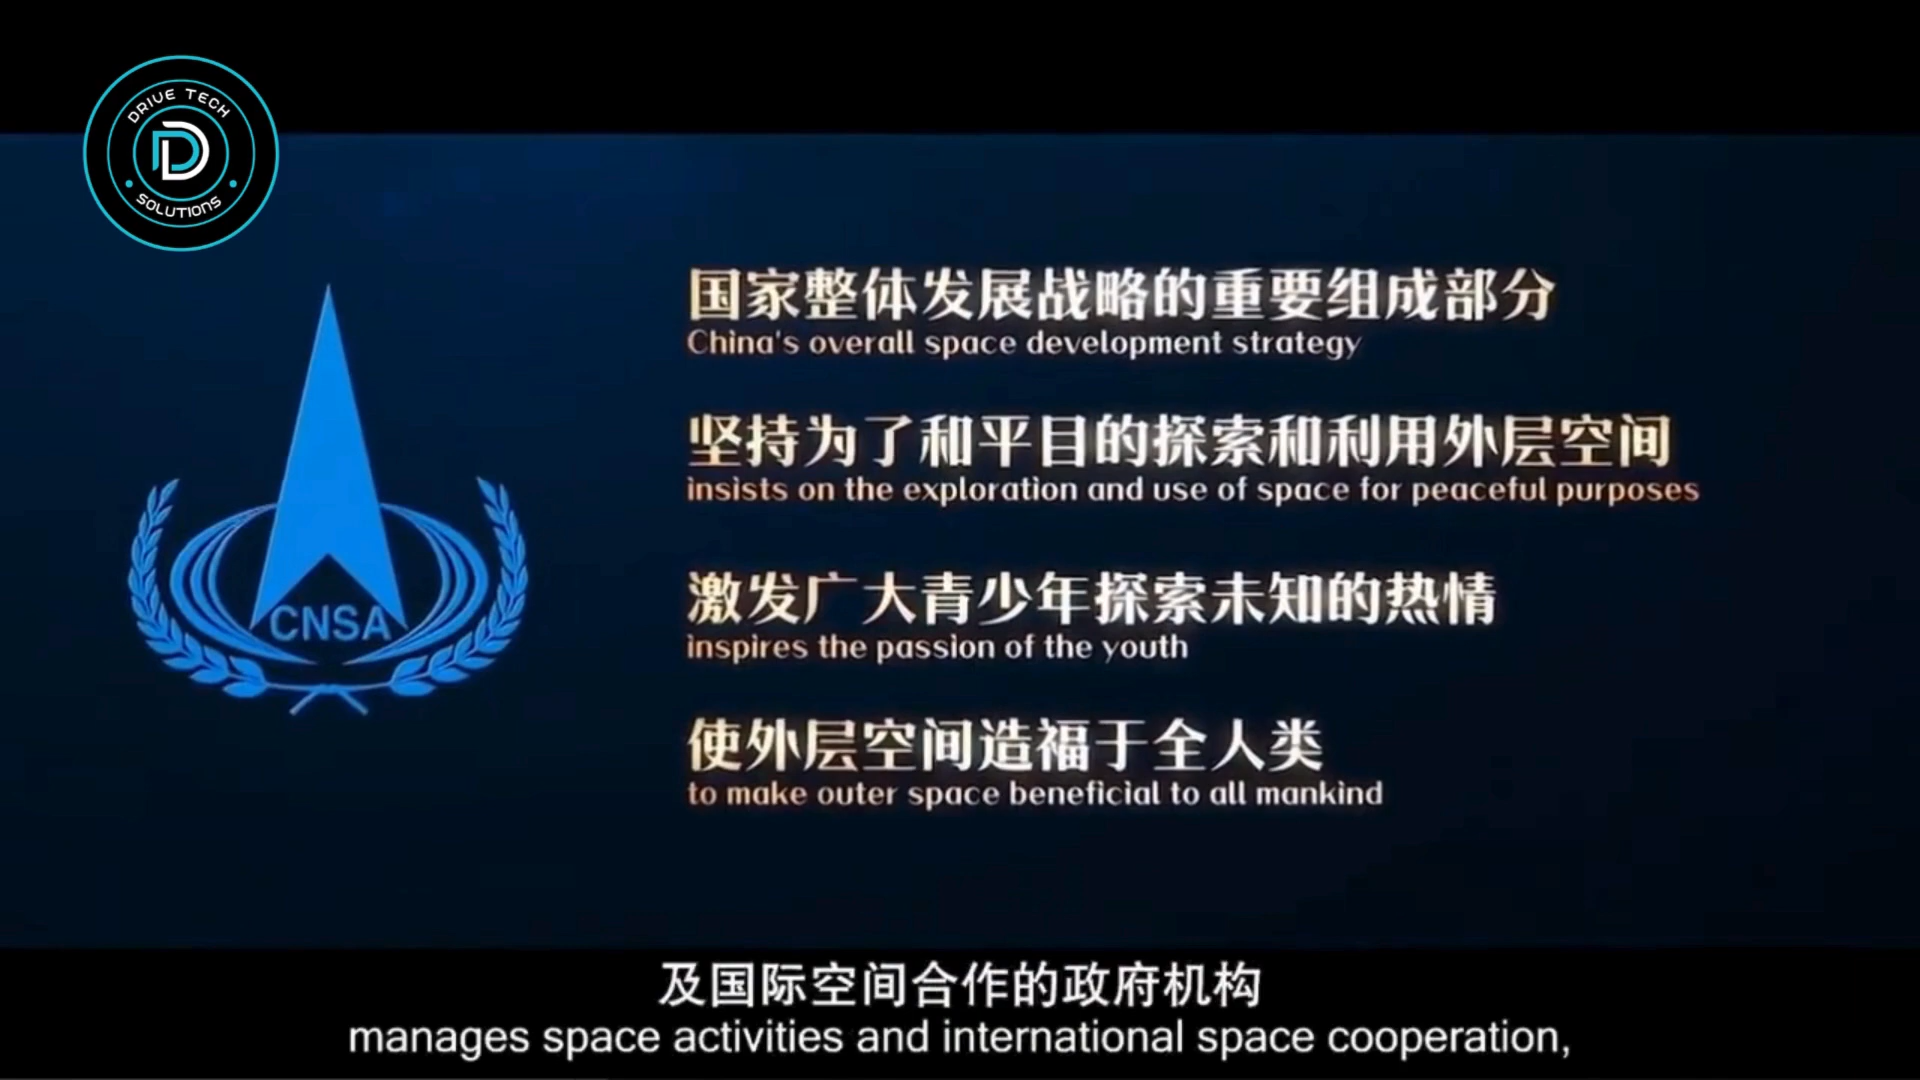 DRIVE TECH
D
SOLUTIONS
国家整体发展战略的重要组成部分
China's overall space development strategy
坚持为了和平目的探索和利用外层空间
insists on the exploration and use of space for peaceful purposes
激发广大青少年探索未知的热情
inspires the passion of the youth
使外层空间造福于全人类
to make outer space beneficial to all mankind
CNSA
及国际空间合作的政府机构
manages space activities and international space cooperation,